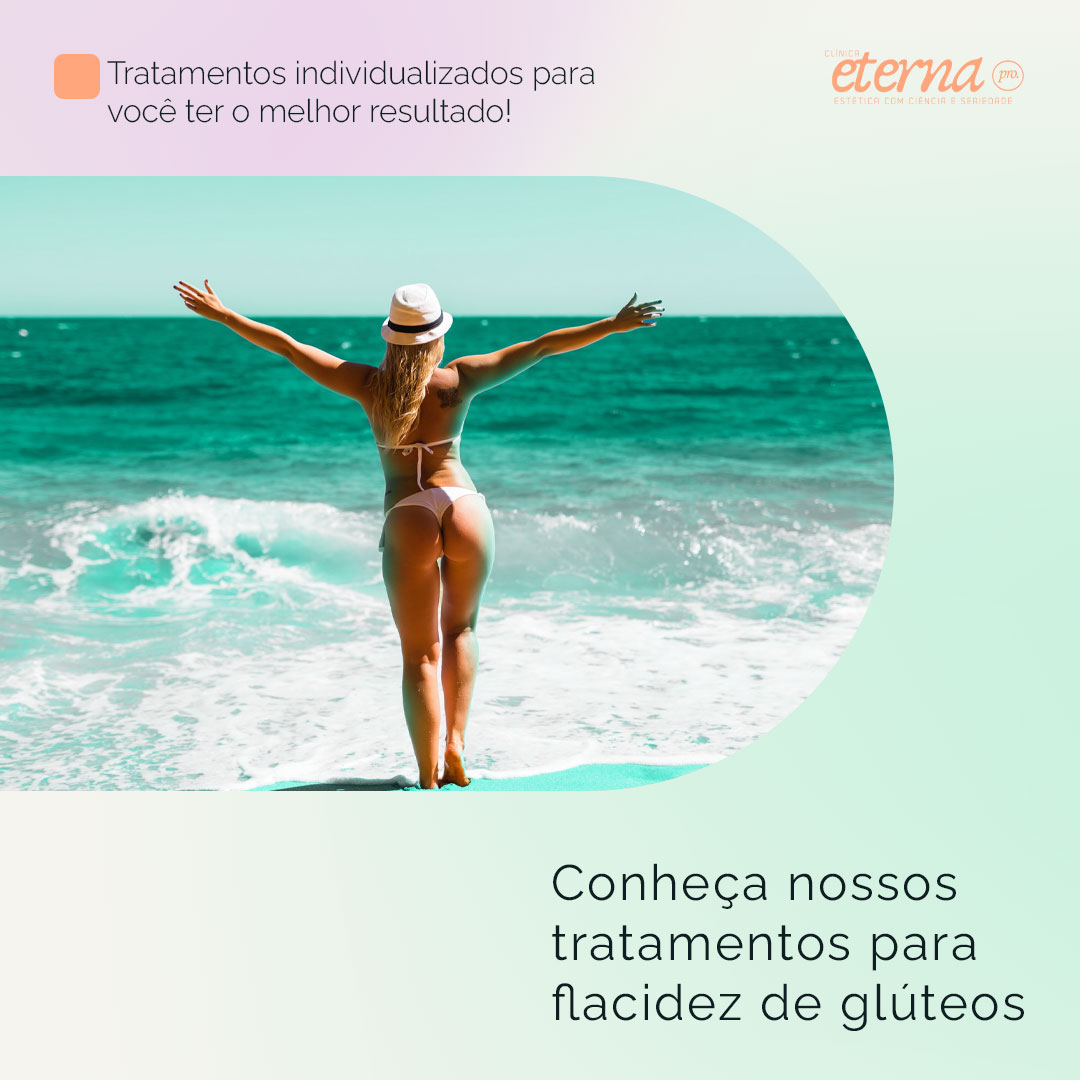 Tratamentos individualizados para
você ter o melhor resultado!
CLÍNICA
eterna pro.
ESTÉTICA COM CIÊNCIA E SERIEDADE
Conheça nossos
tratamentos para
flacidez de glúteos